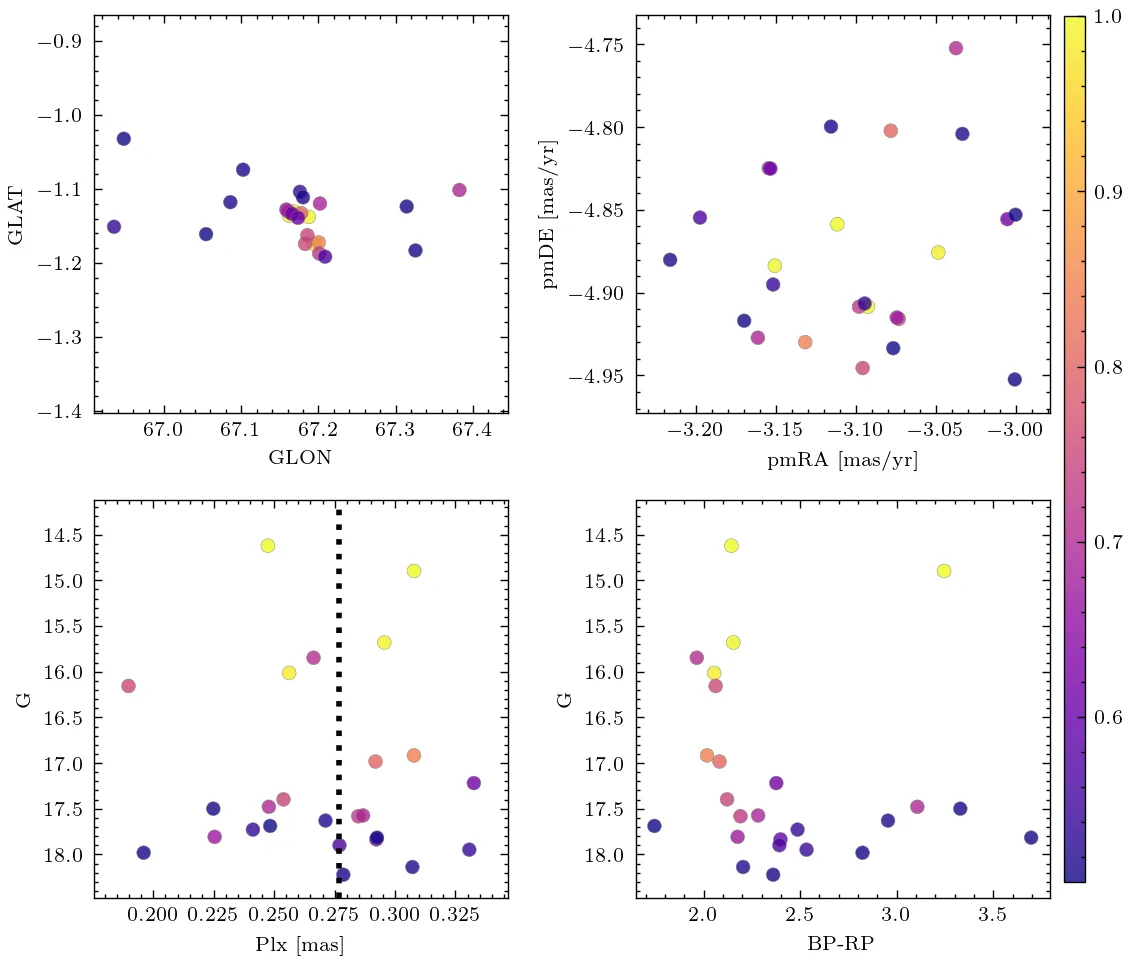 −0.9
−1.0
−1.1
−1.2
−1.3
−1.4
GLAT
67.0 67.1 67.2 67.3 67.4
GLON
−4.75
−4.80
−4.85
−4.90
−4.95
pmDE [mas/yr]
−3.20 −3.15 −3.10 −3.05 −3.00
pmRA [mas/yr]
14.5
15.0
15.5
16.0
16.5
17.0
17.5
18.0
G
0.200 0.225 0.250 0.275 0.300 0.325
Plx [mas]
14.5
15.0
15.5
16.0
16.5
17.0
17.5
18.0
G
2.0 2.5 3.0 3.5
BP-RP
1.0
0.9
0.8
0.7
0.6